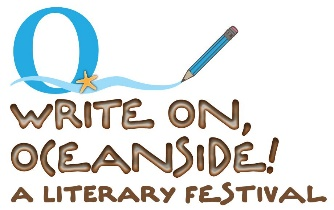 O
WRITE ON,
OCEANSIDE!
A LITERARY FESTIVAL